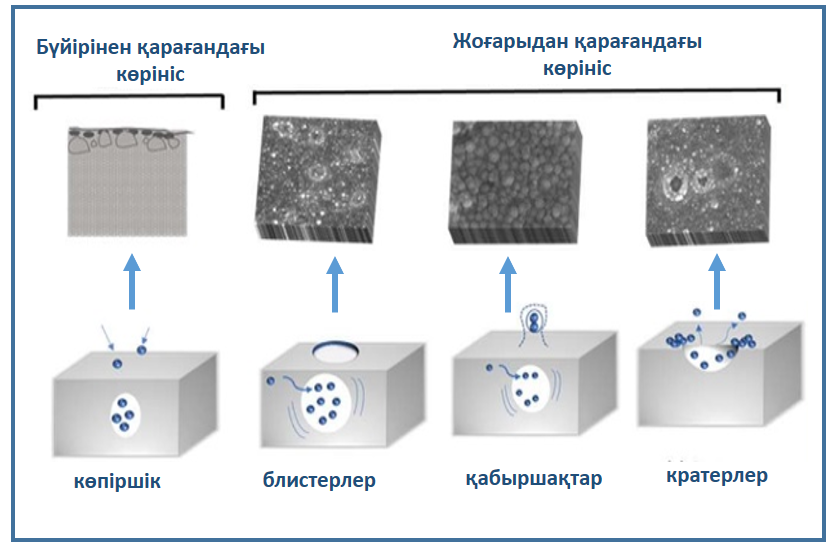 Бүйірінен қарағандағы
көрініс
Жоғарыдан қарағандағы
көрініс
көпіршік
блистерлер
қабыршақтар
кратерлер